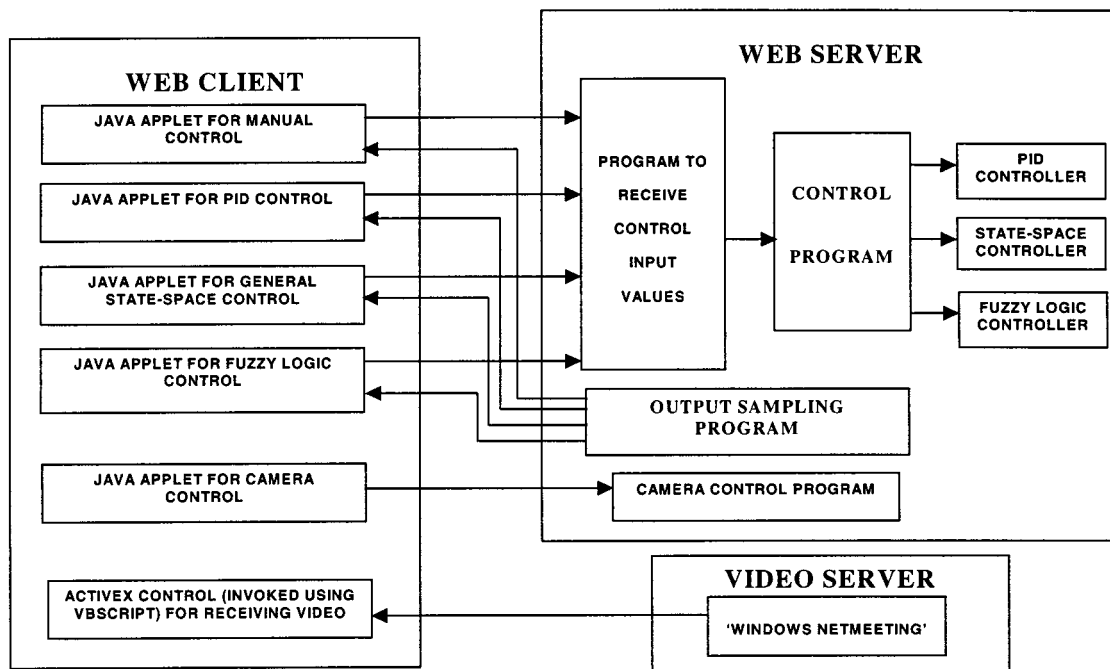 WEB CLIENT
JAVA APPLET FOR MANUAL
CONTROL
JAVA APPLET FOR PID CONTROL
JAVA APPLET FOR GENERAL
STATE-SPACE CONTROL
JAVA APPLET FOR FUZZY LOGIC
CONTROL
JAVA APPLET FOR CAMERA
CONTROL
ACTIVEX CONTROL (INVOKED USING
VBSCRIPT) FOR RECEIVING VIDEO
WEB SERVER
PROGRAM TO
RECEIVE
CONTROL
INPUT
VALUES
CONTROL
PROGRAM
PID
CONTROLLER
STATE-SPACE
CONTROLLER
FUZZY LOGIC
CONTROLLER
OUTPUT SAMPLING
PROGRAM
CAMERA CONTROL PROGRAM
VIDEO SERVER
'WINDOWS NETMEETING'